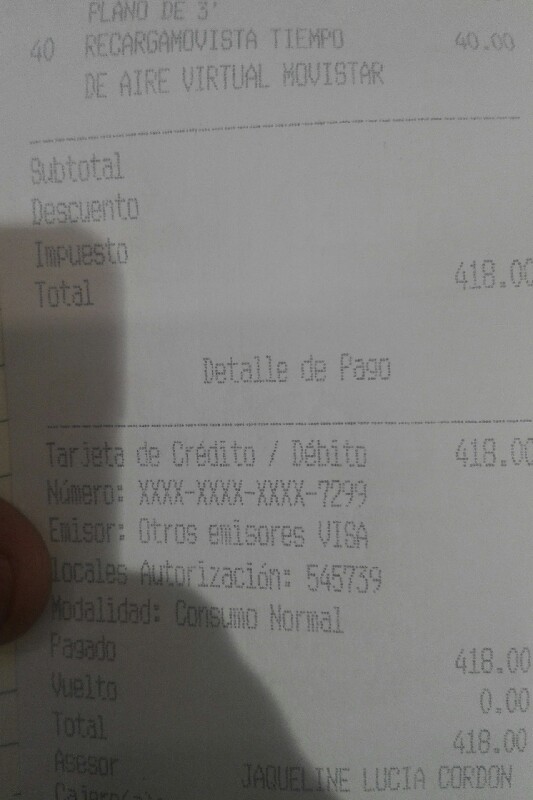 PLANO DE 3'
40 RECARGAMOVISTA TIEMPO 40.00
DE AIRE VIRTUAL MOVISTAR
Subtotal
Descuento
Impuesto
Total 418.00
Detalle de Pago
Tarjeta de Crédito / Débito 418.00
Número: XXXX-XXXX-XXXX-7299
Emisor: Otros emisores VISA
locales Autorización: 545739
Modalidad: Consumo Normal
Pagado 418.00
Vuelto 0.00
Total 418.00
Asesor JAQUELINE LUCIA CORDON